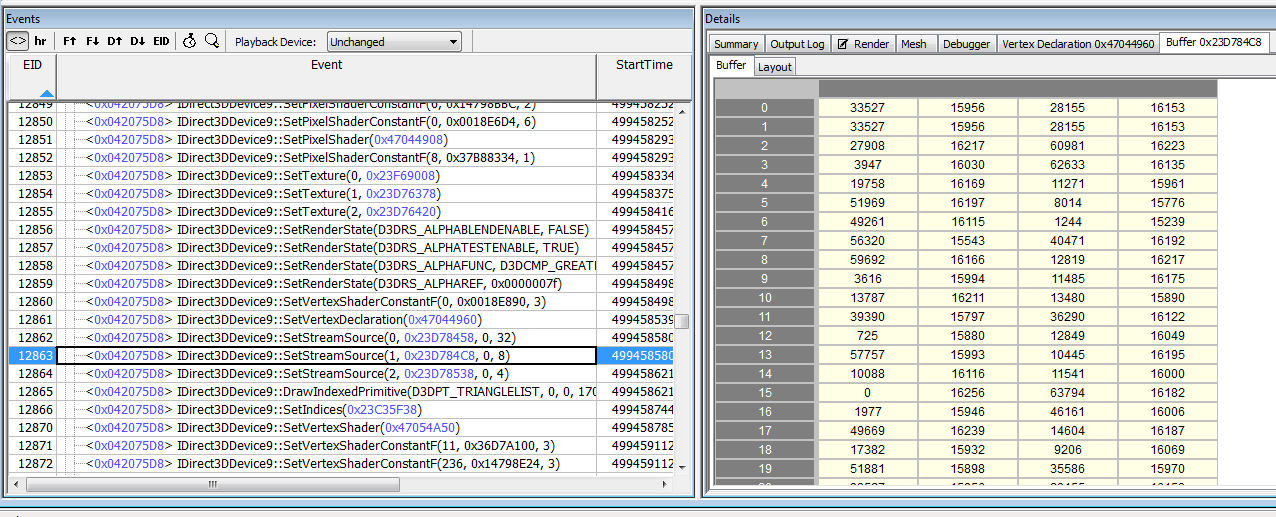 Events
<> hr F↑ F↓ D↑ D↓ EID Playback Device: Unchanged
EID Event StartTime
12849 <0x042075D8> IDirect3DDevice9::SetPixelShaderConstantF(0, 0x14798BBC, 2) 499458252
12850 <0x042075D8> IDirect3DDevice9::SetPixelShaderConstantF(0, 0x0018E6D4, 6) 499458252
12851 <0x042075D8> IDirect3DDevice9::SetPixelShader(0x47044908) 499458293
12852 <0x042075D8> IDirect3DDevice9::SetPixelShaderConstantF(8, 0x37B88334, 1) 499458293
12853 <0x042075D8> IDirect3DDevice9::SetTexture(0, 0x23F69008) 499458334
12854 <0x042075D8> IDirect3DDevice9::SetTexture(1, 0x23D76378) 499458375
12855 <0x042075D8> IDirect3DDevice9::SetTexture(2, 0x23D76420) 499458416
12856 <0x042075D8> IDirect3DDevice9::SetRenderState(D3DRS_ALPHABLENDENABLE, FALSE) 499458457
12857 <0x042075D8> IDirect3DDevice9::SetRenderState(D3DRS_ALPHATESTENABLE, TRUE) 499458457
12858 <0x042075D8> IDirect3DDevice9::SetRenderState(D3DRS_ALPHAFUNC, D3DCMP_GREATE 499458457
12859 <0x042075D8> IDirect3DDevice9::SetRenderState(D3DRS_ALPHAREF, 0x0000007f) 499458498
12860 <0x042075D8> IDirect3DDevice9::SetVertexShaderConstantF(0, 0x0018E890, 3) 499458498
12861 <0x042075D8> IDirect3DDevice9::SetVertexDeclaration(0x47044960) 499458539
12862 <0x042075D8> IDirect3DDevice9::SetStreamSource(0, 0x23D78458, 0, 32) 499458580
12863 <0x042075D8> IDirect3DDevice9::SetStreamSource(1, 0x23D784C8, 0, 8) 499458580
12864 <0x042075D8> IDirect3DDevice9::SetStreamSource(2, 0x23D78538, 0, 4) 499458621
12865 <0x042075D8> IDirect3DDevice9::DrawIndexedPrimitive(D3DPT_TRIANGLELIST, 0, 0, 170 499458621
12866 <0x042075D8> IDirect3DDevice9::SetIndices(0x23C35F38) 499458744
12870 <0x042075D8> IDirect3DDevice9::SetVertexShader(0x47054A50) 499458785
12871 <0x042075D8> IDirect3DDevice9::SetVertexShaderConstantF(11, 0x36D7A100, 3) 499459112
12872 <0x042075D8> IDirect3DDevice9::SetVertexShaderConstantF(236, 0x14798E24, 3) 499459112
Details
Summary Output Log Render Mesh Debugger Vertex Declaration 0x47044960 Buffer 0x23D784C8
Buffer Layout
0 33527 15956 28155 16153
1 33527 15956 28155 16153
2 27908 16217 60981 16223
3 3947 16030 62633 16135
4 19758 16169 11271 15961
5 51969 16197 8014 15776
6 49261 16115 1244 15239
7 56320 15543 40471 16192
8 59692 16166 12819 16217
9 3616 15994 11485 16175
10 13787 16211 13480 15890
11 39390 15797 36290 16122
12 725 15880 12849 16049
13 57757 15993 10445 16195
14 10088 16116 11541 16000
15 0 16256 63794 16182
16 1977 15946 46161 16006
17 49669 16239 14604 16187
18 17382 15932 9206 16069
19 51881 15898 35586 15970